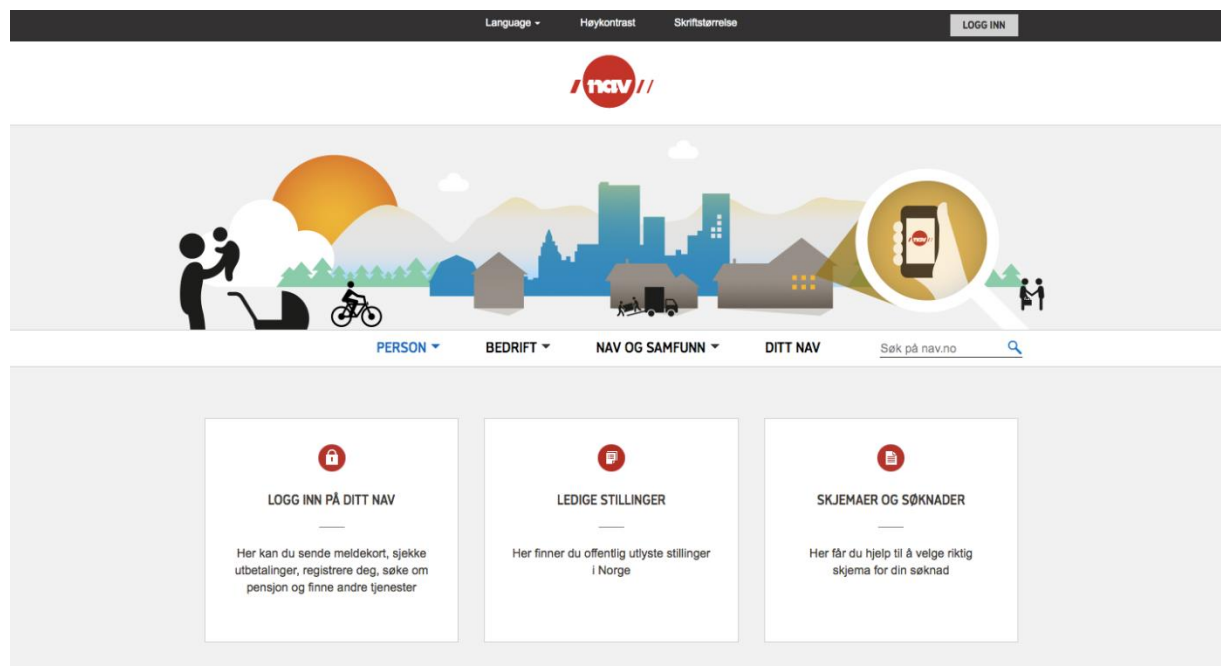 Language Høykontrast Skriftstørrelse LOGG INN
/nav//
/nav//
PERSON BEDRIFT NAV OG SAMFUNN DITT NAV Søk på nav.no
LOGG INN PÅ DITT NAV
Her kan du sende meldekort, sjekke
utbetalinger, registrere deg, søke om
pensjon og finne andre tjenester
LEDIGE STILLINGER
Her finner du offentlig utlyste stillinger
i Norge
SKJEMAER OG SØKNADER
Her får du hjelp til å velge riktig
skjema for din søknad